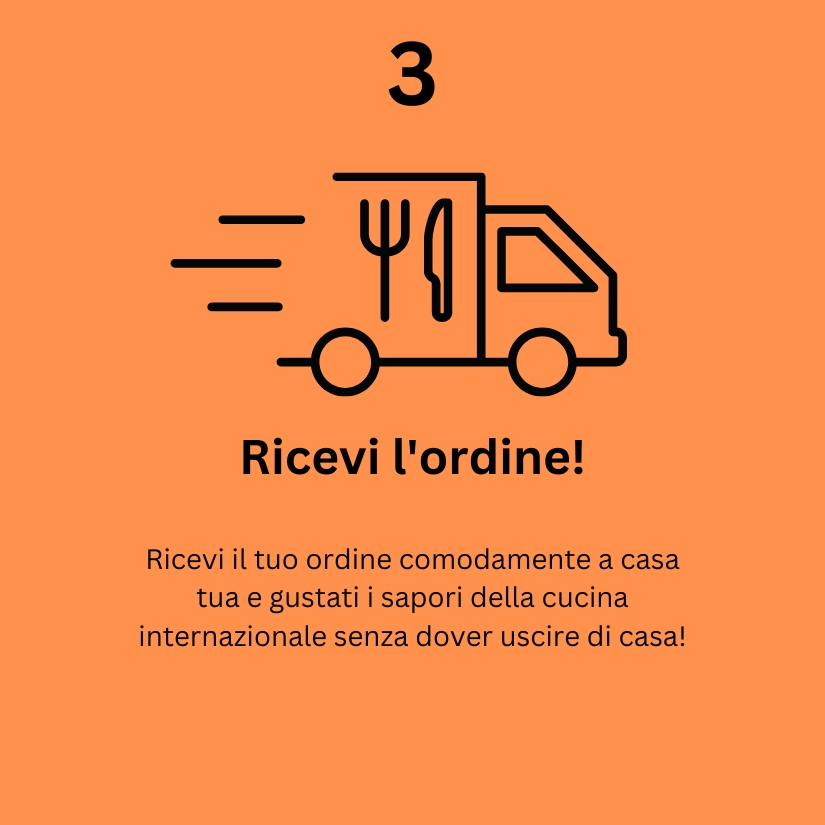 3
Ricevi l'ordine!
Ricevi il tuo ordine comodamente a casa
tua e gustati i sapori della cucina
internazionale senza dover uscire di casa!